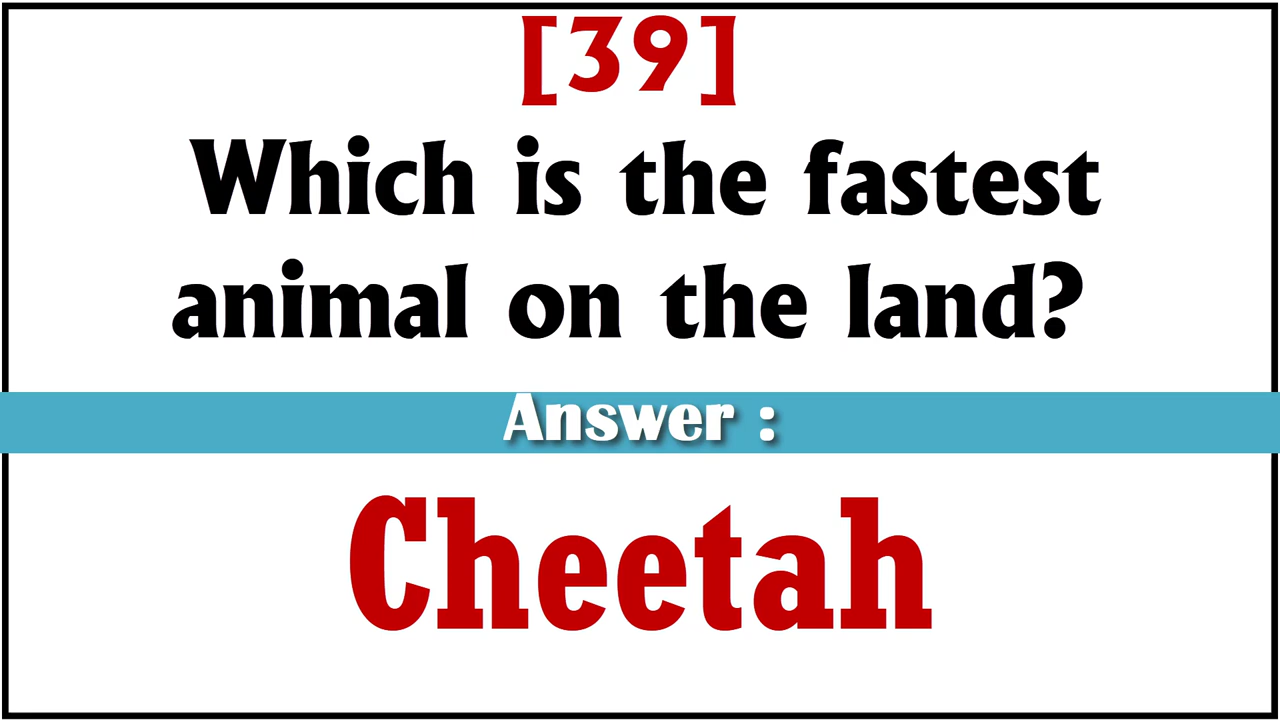 [39]
Which is the fastest
animal on the land?
Answer :
Cheetah